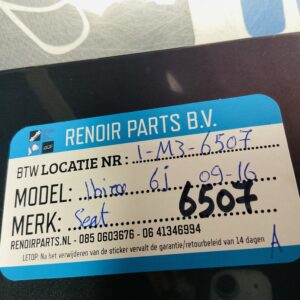 RENOIR PARTS B.V.
BTW LOCATIE NR : 1-M3-6507
MODEL: Ibiza 6j 09-16
MERK: Seat 6507
RENOIRPARTS.NL - 085 0603676 - 06 41346994
LETOP: Na het verwijderen van de sticker vervalt de garantie/retourbeleid van 14 dagen
A